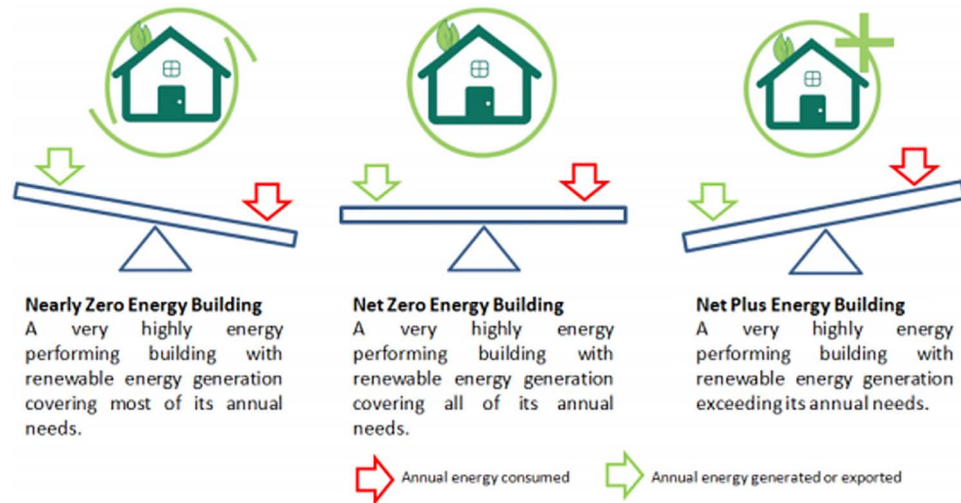 Nearly Zero Energy Building
A very highly energy
performing building with
renewable energy generation
covering most of its annual
needs.
Net Zero Energy Building
A very highly energy
performing building with
renewable energy generation
covering all of its annual
needs.
Net Plus Energy Building
A very highly energy
performing building with
renewable energy generation
exceeding its annual needs.
Annual energy consumed
Annual energy generated or exported